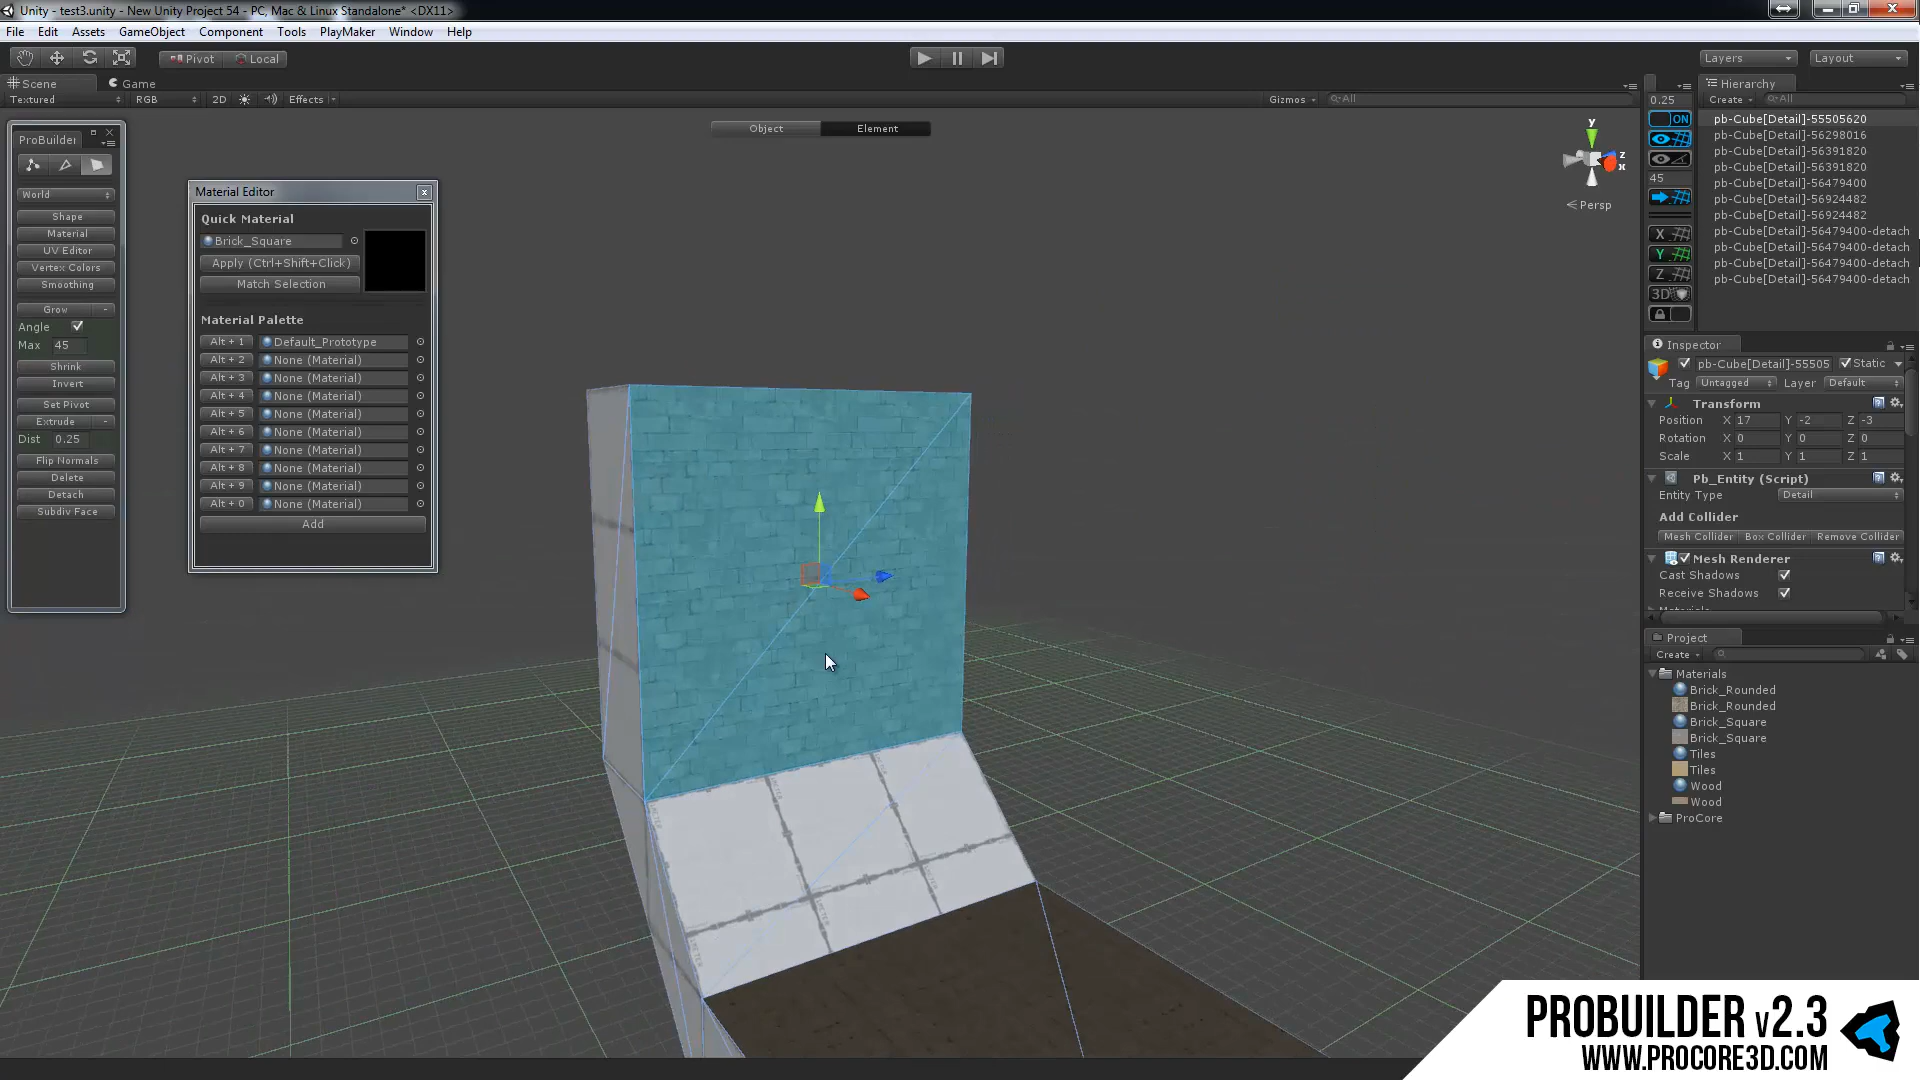 Unity - test3.unity - New Unity Project 54 - PC, Mac & Linux Standalone* <DX11>
File Edit Assets GameObject Component Tools PlayMaker Window Help
Pivot Local
Layers Layout
Scene Game
Textured RGB 2D Effects Gizmos All
ProBuilder
World
Shape
Material
UV Editor
Vertex Colors
Smoothing
Grow -
Angle
Max 45
Shrink
Invert
Set Pivot
Extrude -
Dist 0.25
Flip Normals
Delete
Detach
Subdiv Face
Material Editor
Quick Material
Brick_Square
Apply (Ctrl+Shift+Click)
Match Selection
Material Palette
Alt + 1 Default_Prototype
Alt + 2 None (Material)
Alt + 3 None (Material)
Alt + 4 None (Material)
Alt + 5 None (Material)
Alt + 6 None (Material)
Alt + 7 None (Material)
Alt + 8 None (Material)
Alt + 9 None (Material)
Alt + 0 None (Material)
Add
Object Element
y
z
x
Persp
0.25
ON
45
X
Y
Z
3D
Hierarchy
Create All
pb-Cube[Detail]-55505620
pb-Cube[Detail]-56298016
pb-Cube[Detail]-56391820
pb-Cube[Detail]-56391820
pb-Cube[Detail]-56479400
pb-Cube[Detail]-56924482
pb-Cube[Detail]-56924482
pb-Cube[Detail]-56479400-detach
pb-Cube[Detail]-56479400-detach
pb-Cube[Detail]-56479400-detach
pb-Cube[Detail]-56479400-detach
Inspector
pb-Cube[Detail]-55505 Static
Tag Untagged Layer Default
Transform
Position X 17 Y -2 Z -3
Rotation X 0 Y 0 Z 0
Scale X 1 Y 1 Z 1
Pb_Entity (Script)
Entity Type Detail
Add Collider
Mesh Collider Box Collider Remove Collider
Mesh Renderer
Cast Shadows
Receive Shadows
Project
Create
Materials
Brick_Rounded
Brick_Rounded
Brick_Square
Brick_Square
Tiles
Tiles
Wood
Wood
ProCore
PROBUILDER v2.3
WWW.PROCORE3D.COM